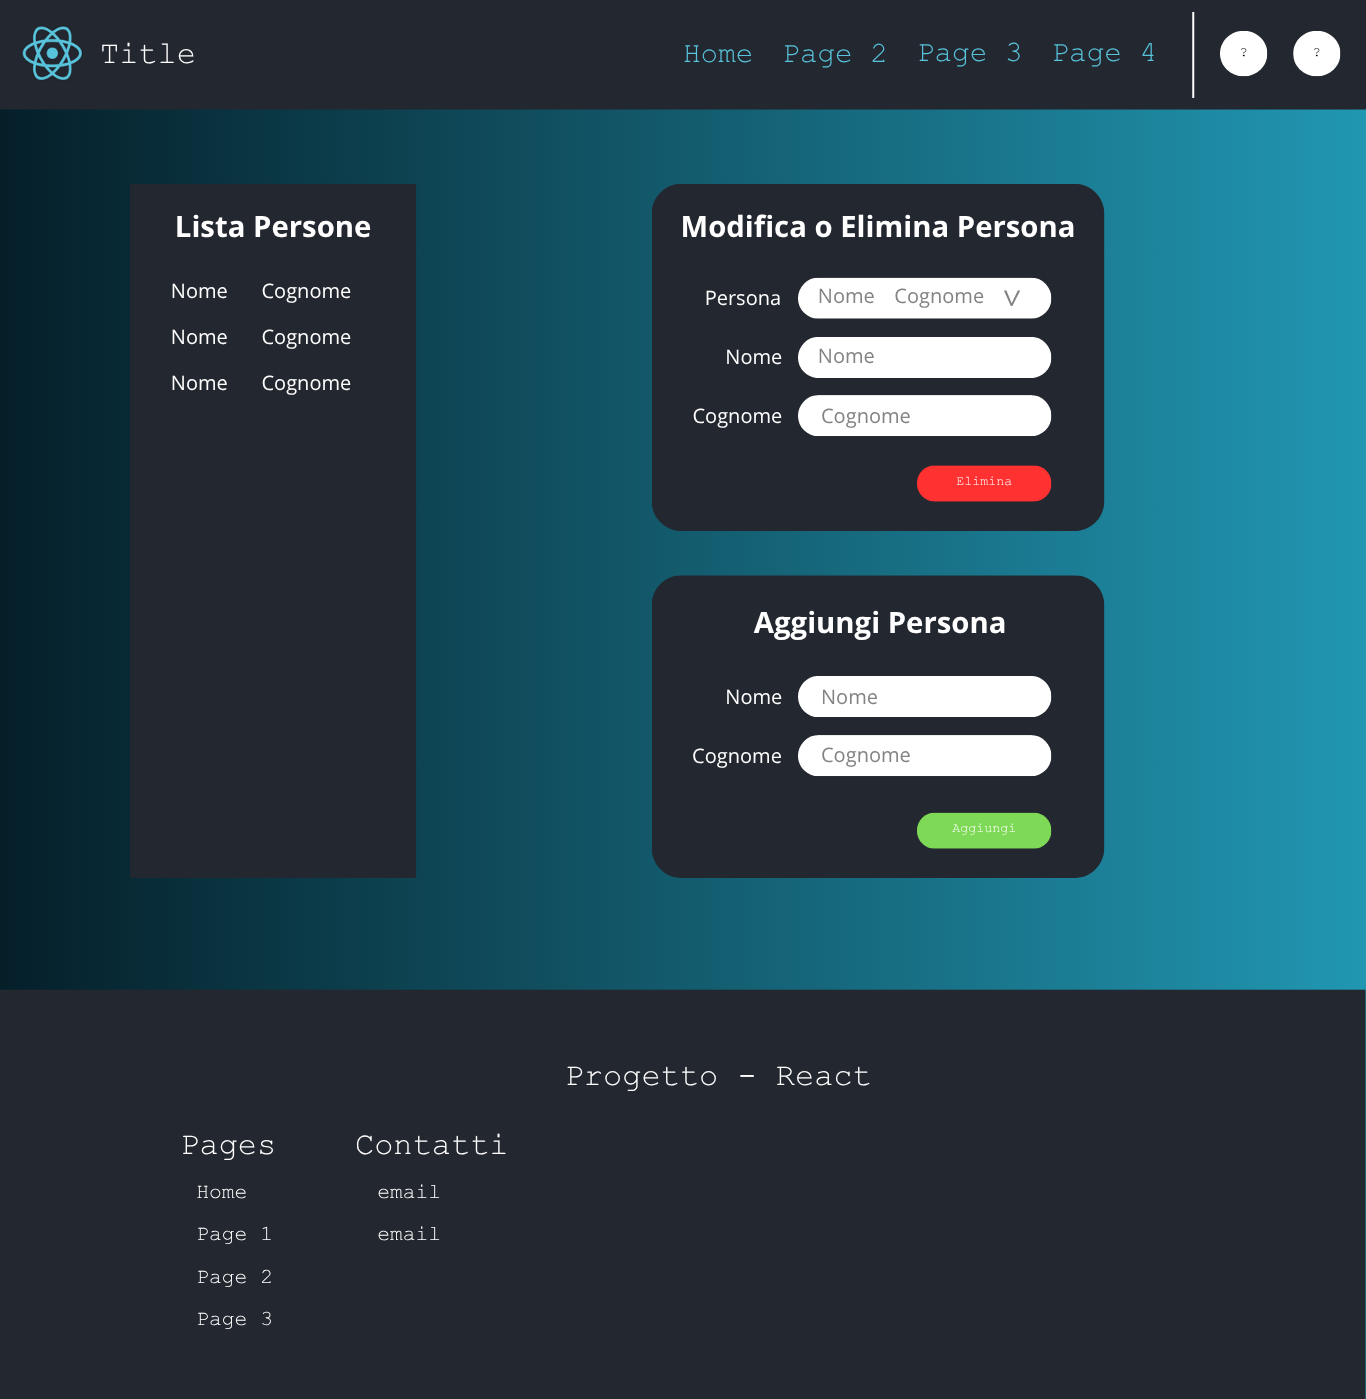 Title
Home Page 2 Page 3 Page 4 ? ?
Lista Persone
Nome Cognome
Nome Cognome
Nome Cognome
Modifica o Elimina Persona
Persona Nome Cognome V
Nome Nome
Cognome Cognome
Elimina
Aggiungi Persona
Nome Nome
Cognome Cognome
Aggiungi
Progetto - React
Pages
Home
Page 1
Page 2
Page 3
Contatti
email
email